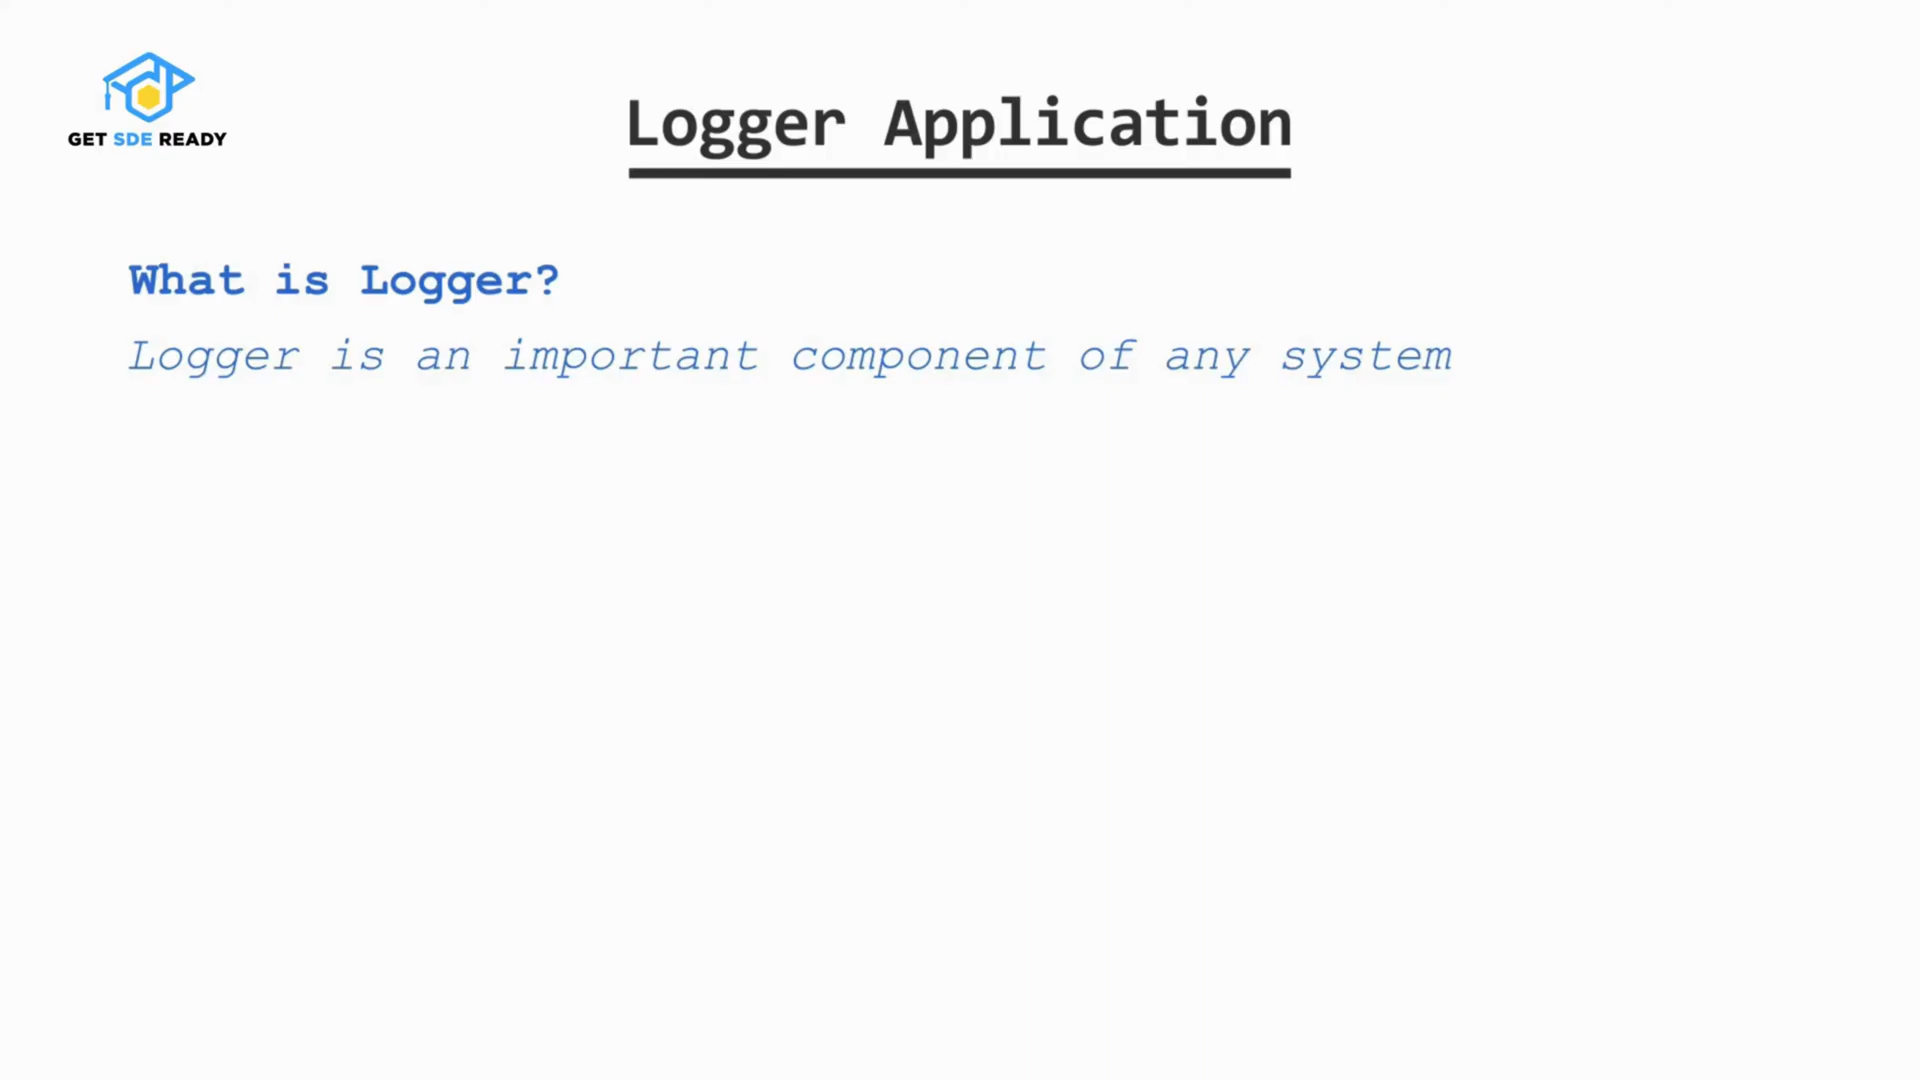 GET SDE READY
Logger Application
What is Logger?
Logger is an important component of any system